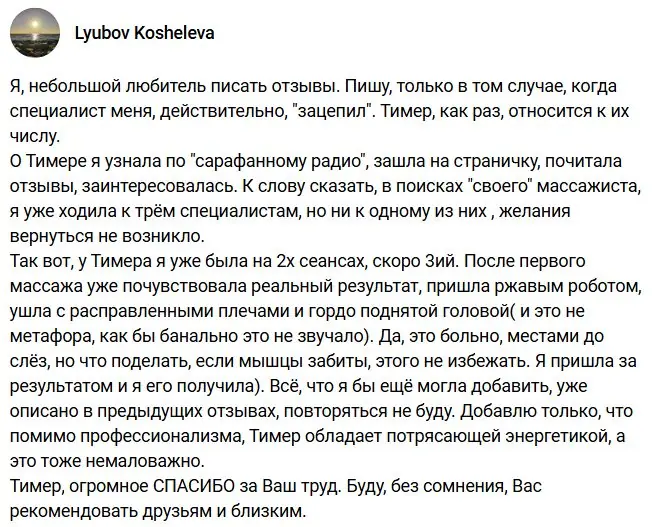 Lyubov Kosheleva
Я, небольшой любитель писать отзывы. Пишу, только в том случае, когда
специалист меня, действительно, "зацепил". Тимер, как раз, относится к их
числу.
О Тимере я узнала по "сарафанному радио", зашла на страничку, почитала
отзывы, заинтересовалась. К слову сказать, в поисках "своего" массажиста,
я уже ходила к трём специалистам, но ни к одному из них , желания
вернуться не возникло.
Так вот, у Тимера я уже была на 2х сеансах, скоро 3ий. После первого
массажа уже почувствовала реальный результат, пришла ржавым роботом,
ушла с расправленными плечами и гордо поднятой головой( и это не
метафора, как бы банально это не звучало). Да, это больно, местами до
слёз, но что поделать, если мышцы забиты, этого не избежать. Я пришла за
результатом и я его получила). Всё, что я бы ещё могла добавить, уже
описано в предыдущих отзывах, повторяться не буду. Добавлю только, что
помимо профессионализма, Тимер обладает потрясающей энергетикой, а
это тоже немаловажно.
Тимер, огромное СПАСИБО за Ваш труд. Буду, без сомнения, Вас
рекомендовать друзьям и близким.